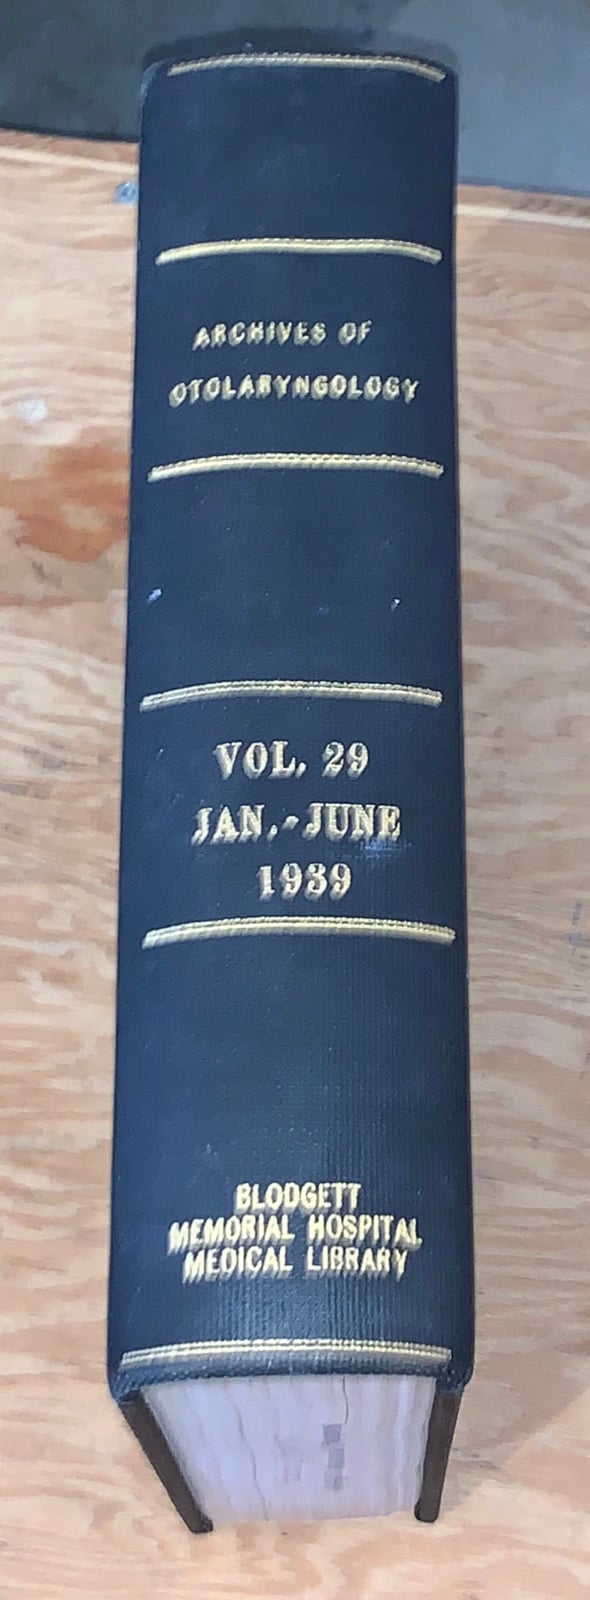 ARCHIVES OF
OTOLARYNGOLOGY
VOL. 29
JAN.-JUNE
1939
BLODGETT
MEMORIAL HOSPITAL
MEDICAL LIBRARY